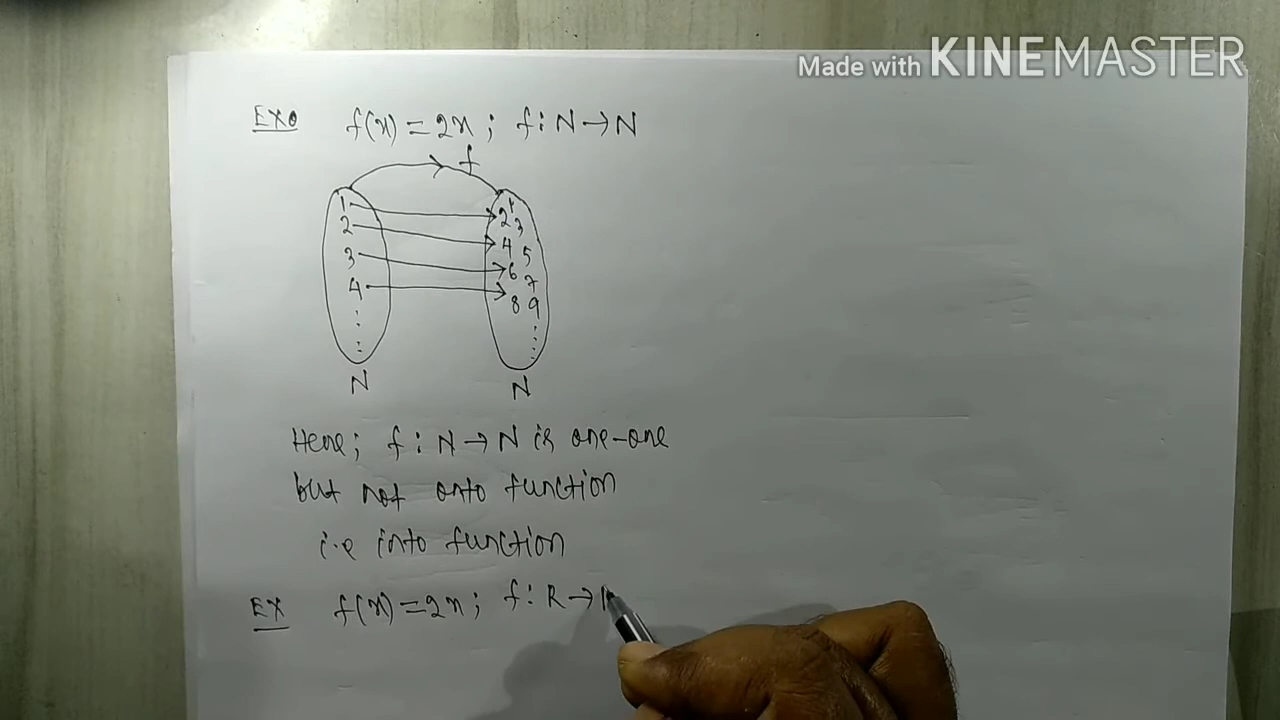 Made with KINEMASTER
Ex. f(x) = 2x ; f : N → N
f
1 2 3 4 ⋮
1 2 3 4 5 6 7 8 9 ⋮
N N
Here; f : N → N is one-one
but not onto function
i.e into function
Ex f(x) = 2x ; f : R →